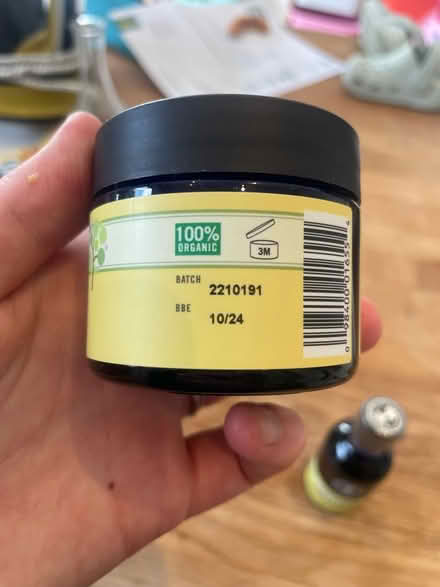 100%
ORGANIC
3M
BATCH
2210191
BBE
10/24